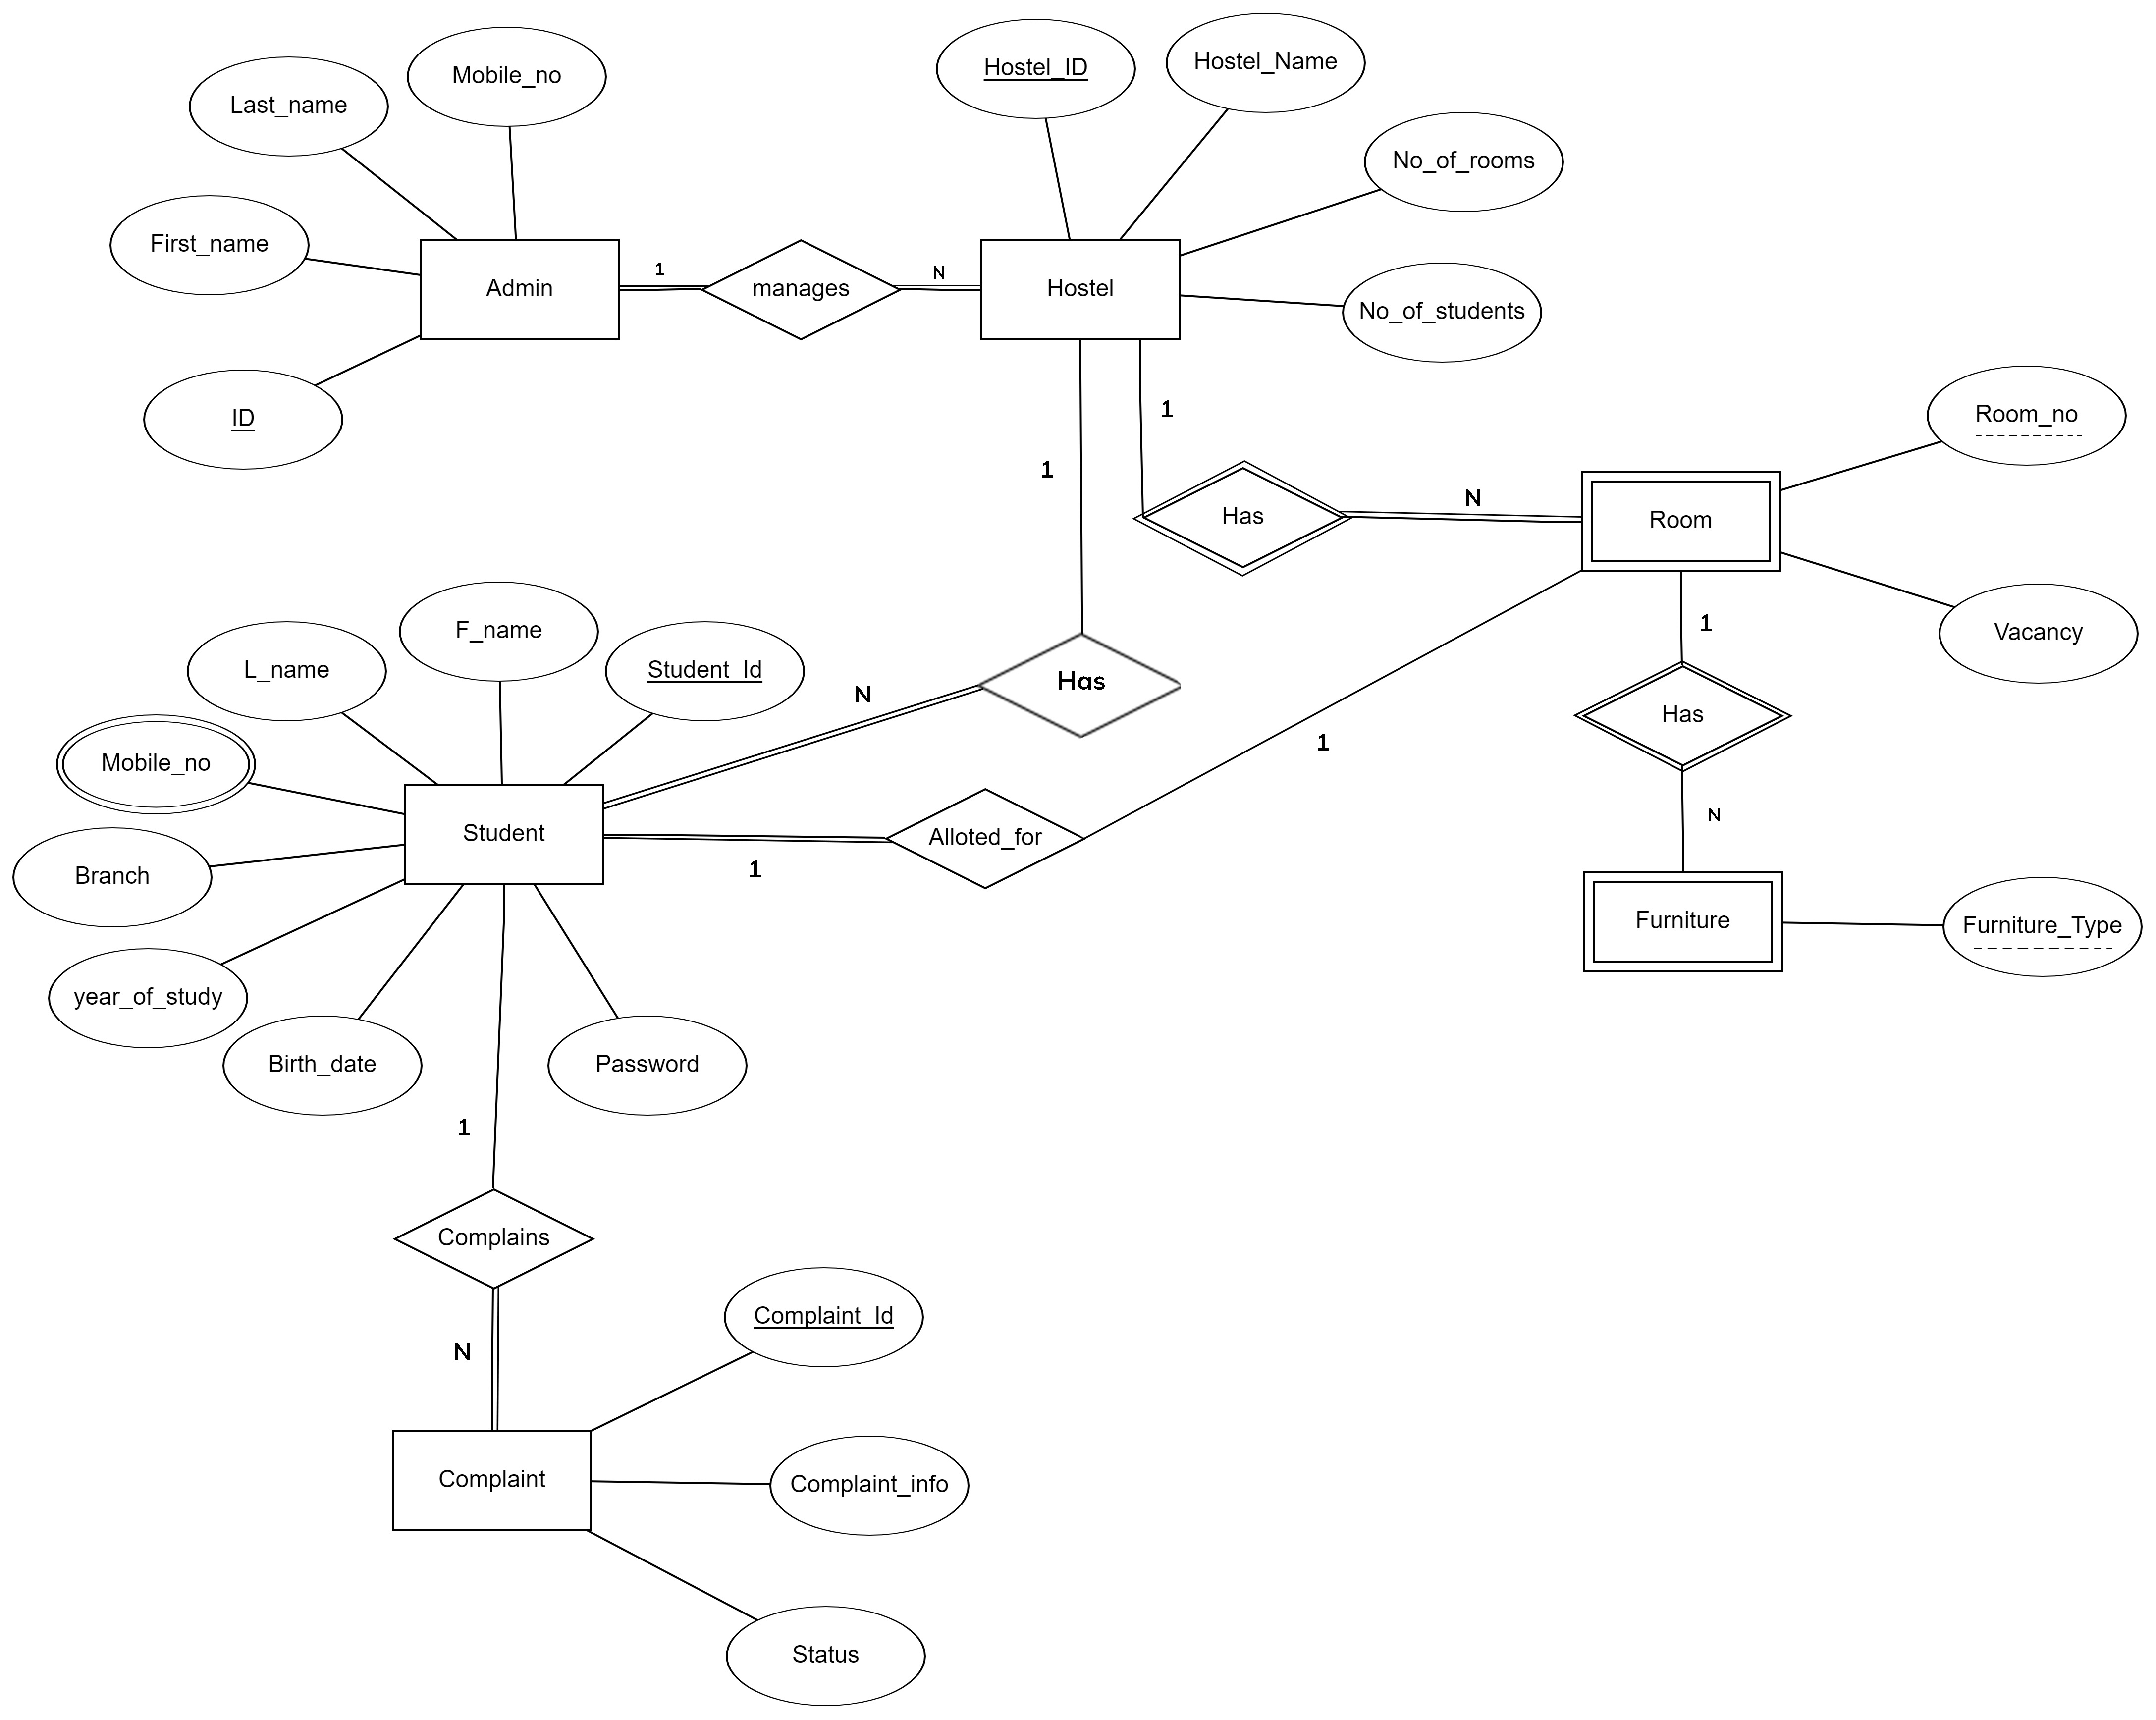 Mobile_no
Last_name
First_name
ID
Admin
1
manages
N
Hostel_ID
Hostel_Name
No_of_rooms
No_of_students
Hostel
1
1
Has
N
Room
Room_no
Vacancy
1
Has
N
Furniture
Furniture_Type
Has
N
1
Alloted_for
1
F_name
L_name
Student_Id
Mobile_no
Student
Branch
year_of_study
Birth_date
Password
1
Complains
N
Complaint_Id
Complaint
Complaint_info
Status